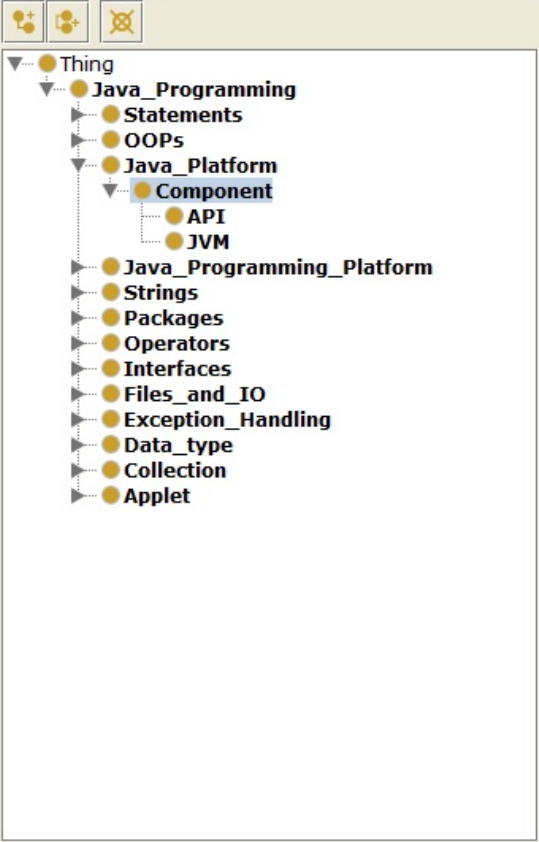 Thing
Java_Programming
Statements
OOPs
Java_Platform
Component
API
JVM
Java_Programming_Platform
Strings
Packages
Operators
Interfaces
Files_and_IO
Exception_Handling
Data_type
Collection
Applet